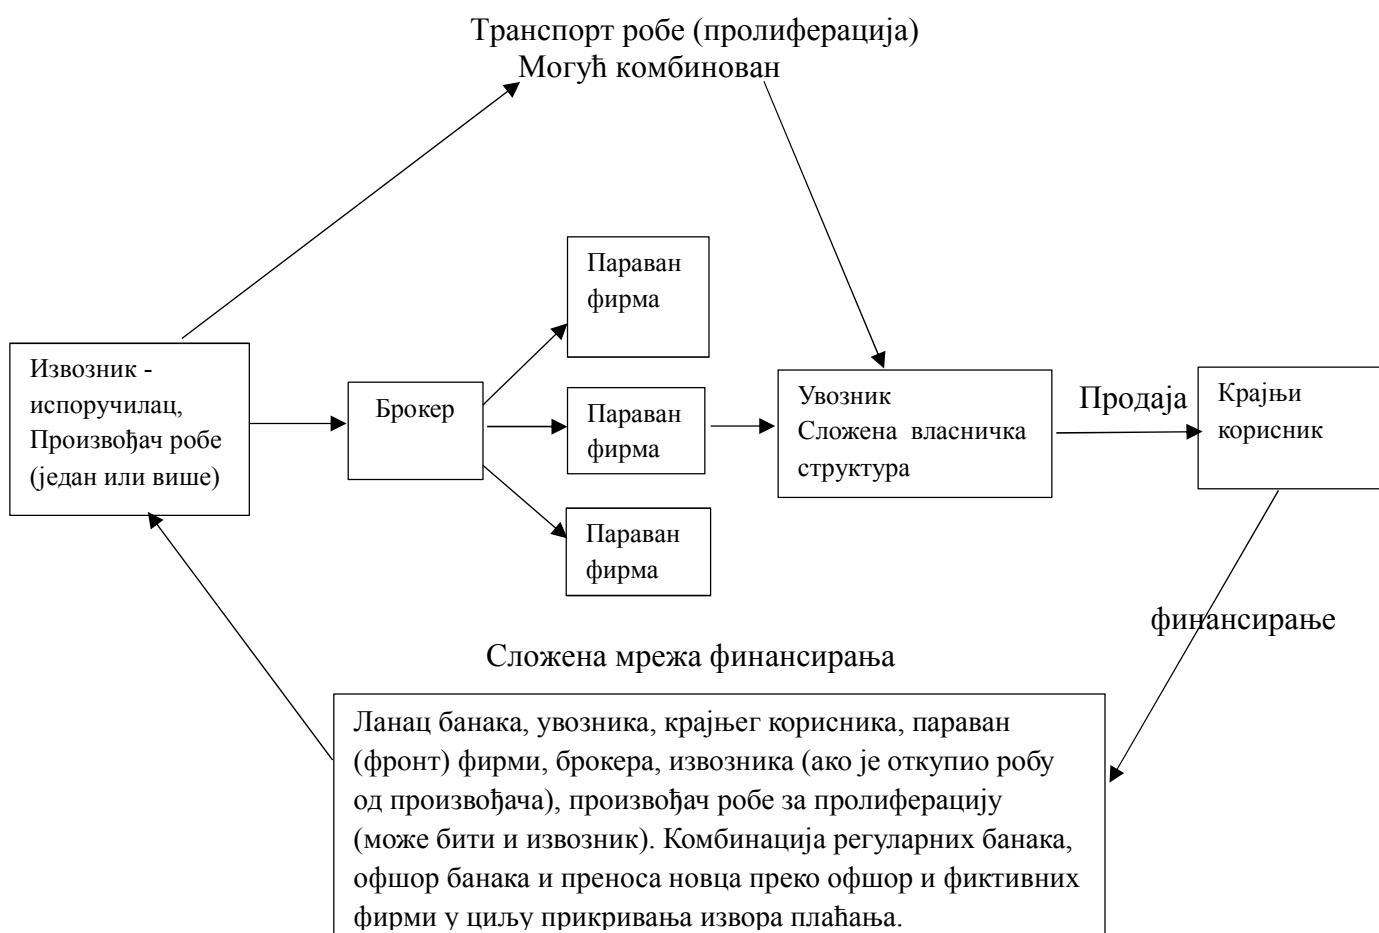 Транспорт робе (пролиферација)
Могућ комбинован
Параван
фирма
Извозник -
испоручилац,
Произвођач робе
(један или више)
Брокер
Параван
фирма
Увозник
Сложена власничка
структура
Продаја
Крајњи
корисник
Параван
фирма
финансирање
Сложена мрежа финансирања
Ланац банака, увозника, крајњег корисника, параван
(фронт) фирми, брокера, извозника (ако је откупио робу
од произвођача), произвођач робе за пролиферацију
(може бити и извозник). Комбинација регуларних банака,
офшор банака и преноса новца преко офшор и фиктивних
фирми у циљу прикривања извора плаћања.